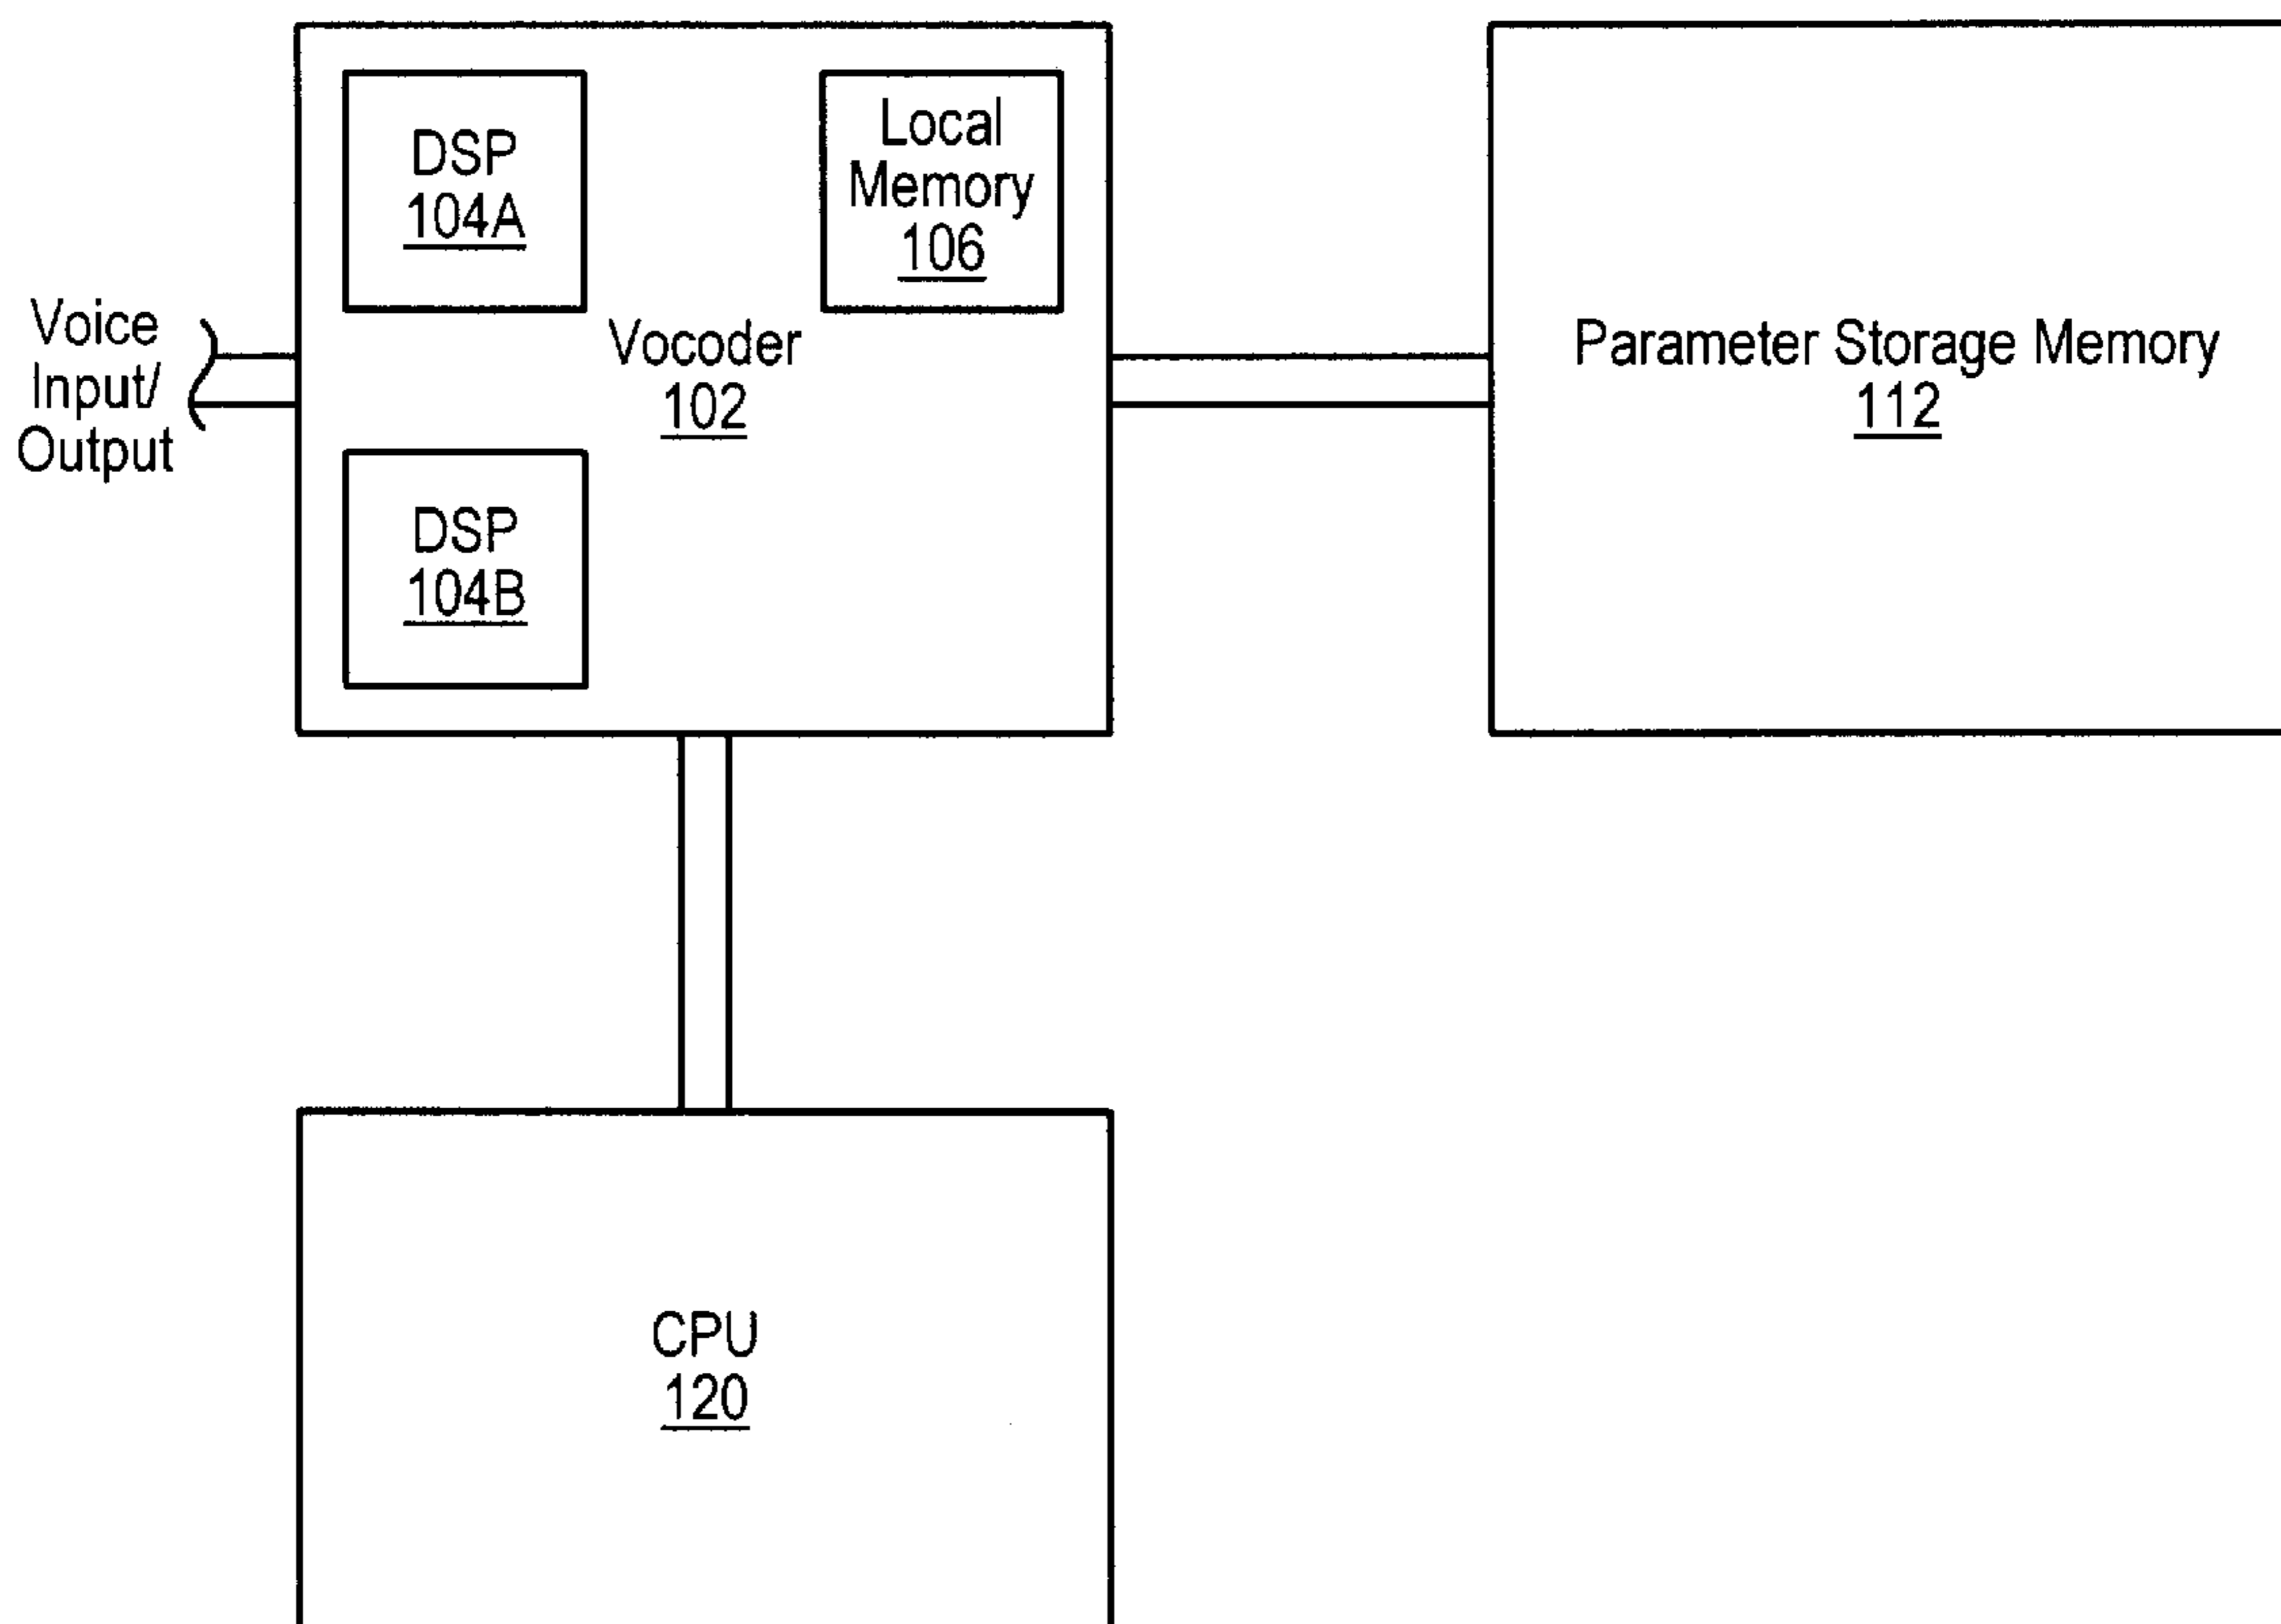 DSP
104A
Local
Memory
106
Voice
Input/
Output
Vocoder
102
Parameter Storage Memory
112
DSP
104B
CPU
120